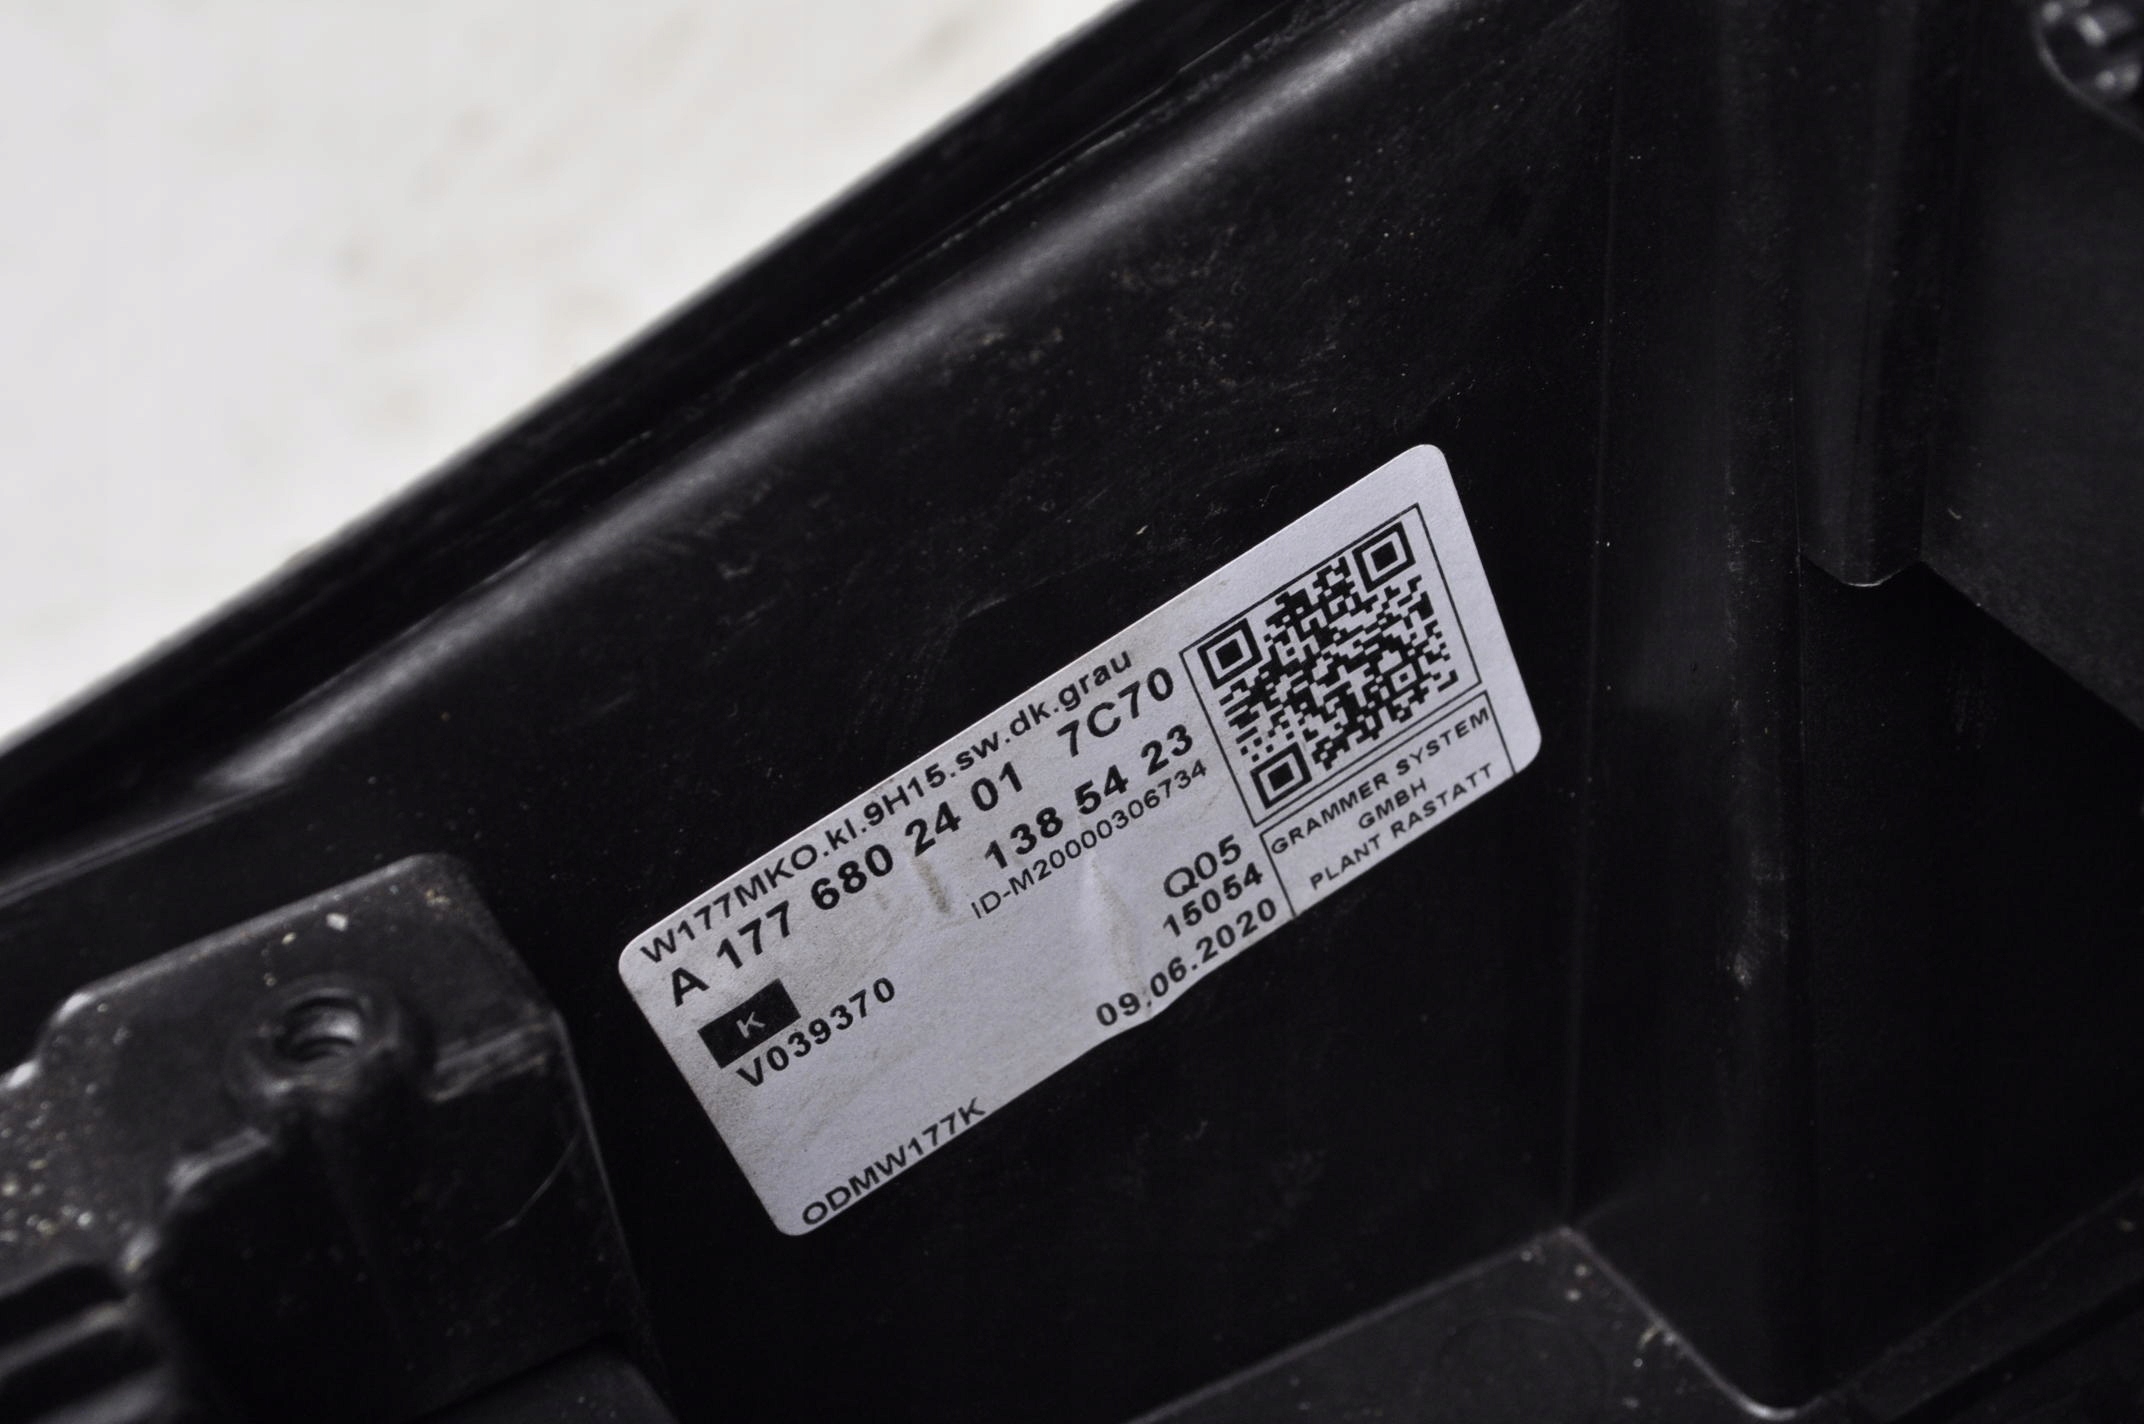 W177MKO.kl.9H15.sw.dk.grau
A 177 680 24 01 7C70
138 54 23
ID-M20000306734
K
V039370
Q05
15054
09.06.2020
ODMW177K
GRAMMER SYSTEM
GMBH
PLANT RASTATT